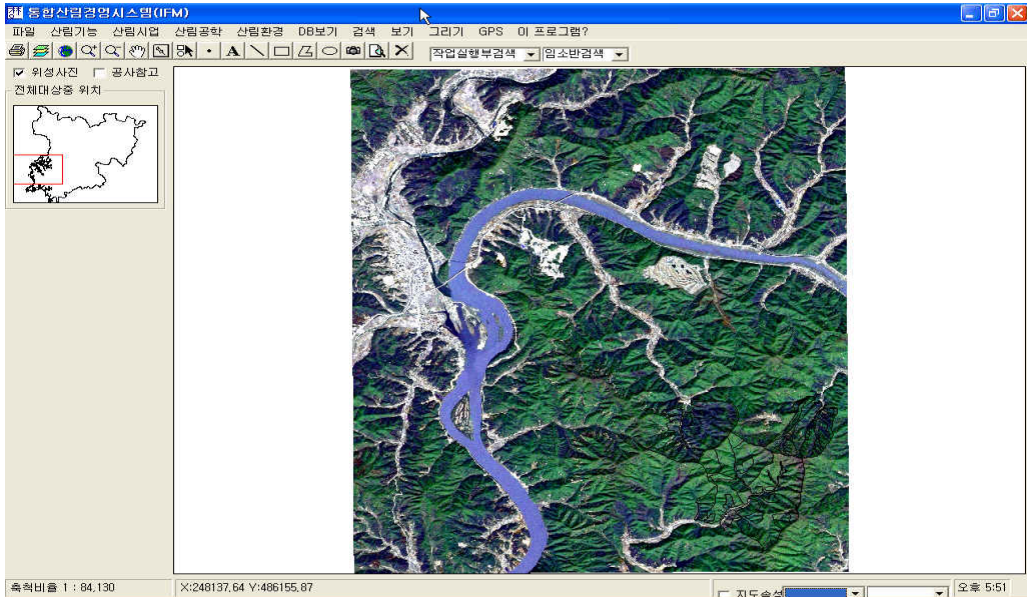 통합산림경영시스템(IFM)
파일 산림기능 산림시업 산림공학 산림환경 DB보기 검색 보기 그리기 GPS 이 프로그램?
A 작업실행부검색 임소반검색
위성사진 공사참고
전체대상중 위치
축척비율 1 : 84,130 X:248137,64 Y:486155,87 지도속성 오후 5:51